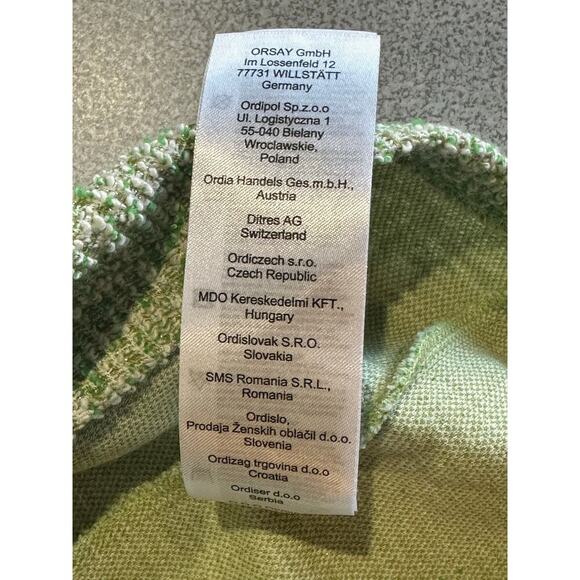 ORSAY GmbH
Im Lossenfeld 12
77731 WILLSTÄTT
Germany
Ordipol Sp.z.o.o
Ul. Logistyczna 1
55-040 Bielany
Wroclawskie,
Poland
Ordia Handels Ges.m.b.H.,
Austria
Ditres AG
Switzerland
Ordiczech s.r.o.
Czech Republic
MDO Kereskedelmi KFT.,
Hungary
Ordislovak S.R.O.
Slovakia
SMS Romania S.R.L.,
Romania
Ordislo,
Prodaja Ženskih oblačil d.o.o.
Slovenia
Ordizag trgovina d.o.o
Croatia
Ordiser d.o.o
Serbia